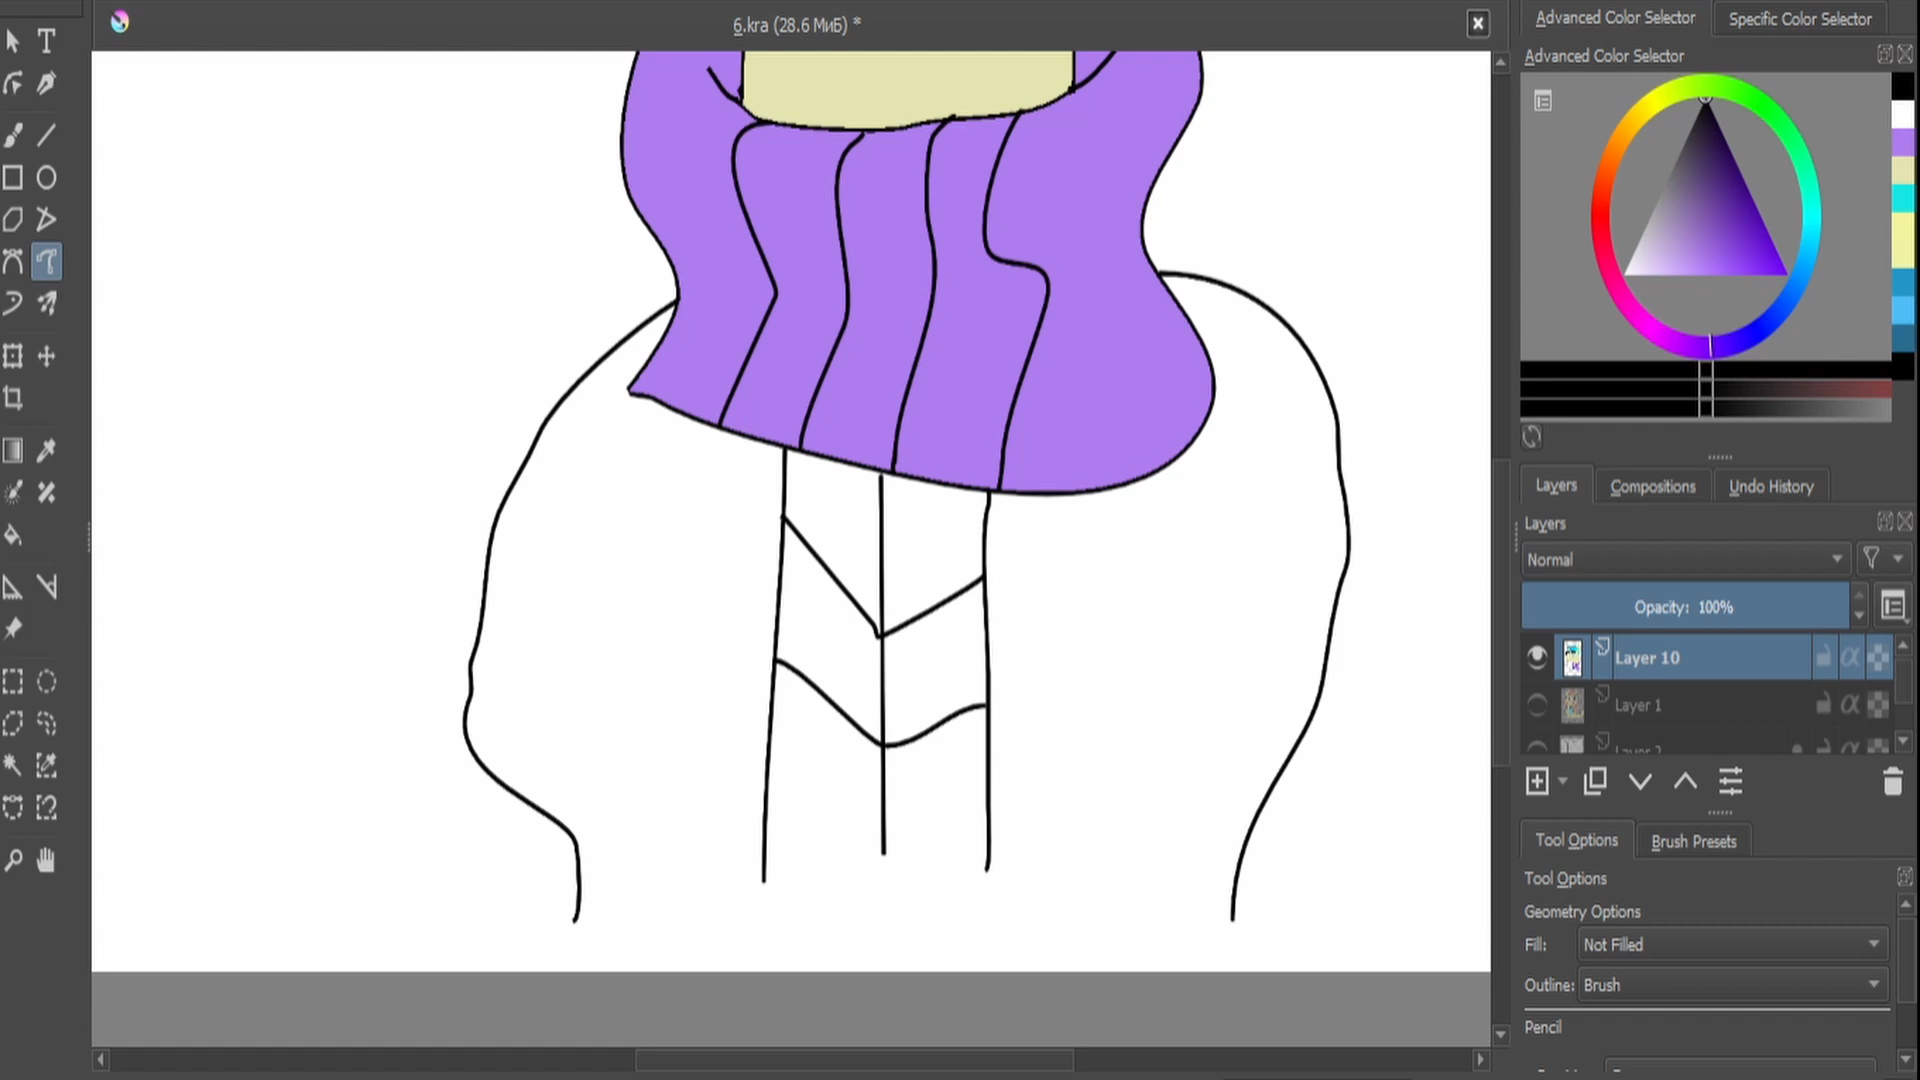 6.kra (28.6 МиБ) *
Advanced Color Selector
Specific Color Selector
Advanced Color Selector
Layers
Compositions
Undo History
Layers
Normal
Opacity: 100%
Layer 10
Layer 1
Tool Options
Brush Presets
Tool Options
Geometry Options
Fill: Not Filled
Outline: Brush
Pencil